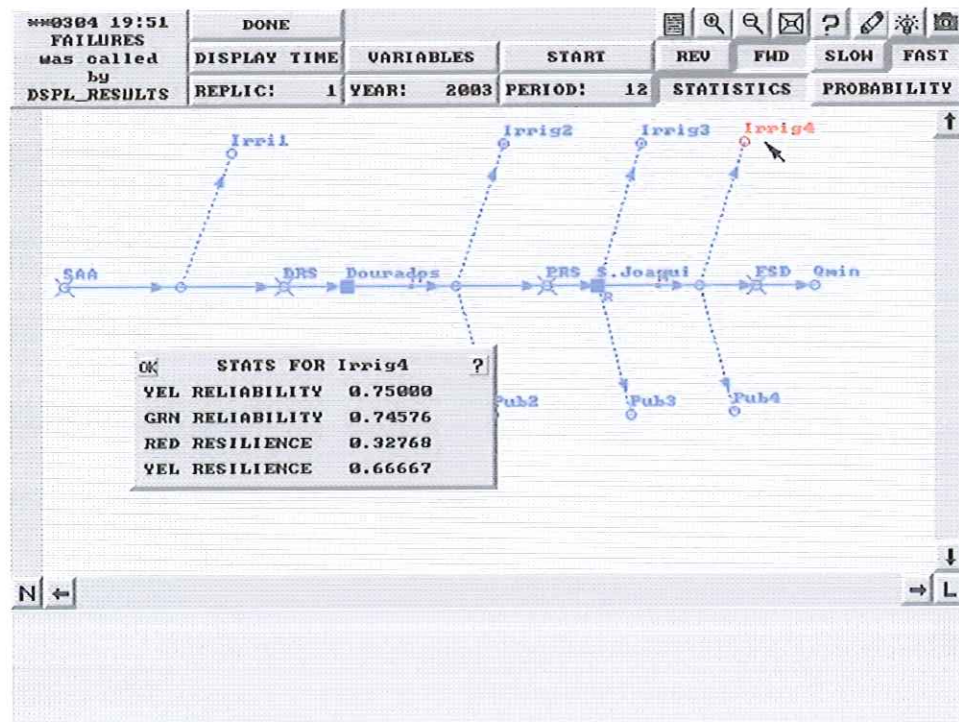 **0304 19:51
FAILURES
was called
by
DSPL_RESULTS
DONE
?
DISPLAY TIME VARIABLES START REV FWD SLOW FAST
REPLIC: 1 YEAR: 2003 PERIOD: 12 STATISTICS PROBABILITY
Irri1 Irrig2 Irrig3 Irrig4
SAA DRS Dourados PRS S.Joaqui FSD Qmin
R
OK STATS FOR Irrig4 ?
YEL RELIABILITY 0.75000
GRN RELIABILITY 0.74576
RED RESILIENCE 0.32768
YEL RESILIENCE 0.66667
Pub2 Pub3 Pub4
N L